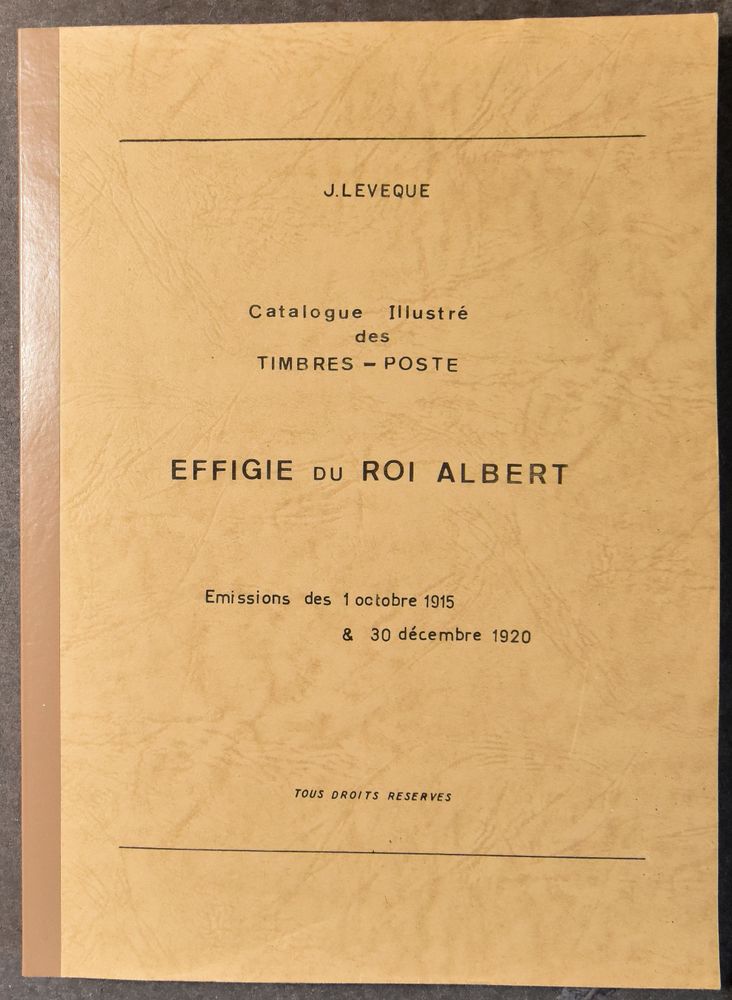 J. LEVEQUE
Catalogue Illustré
des
TIMBRES - POSTE
EFFIGIE DU ROI ALBERT
Emissions des 1 octobre 1915
& 30 décembre 1920
TOUS DROITS RESERVES